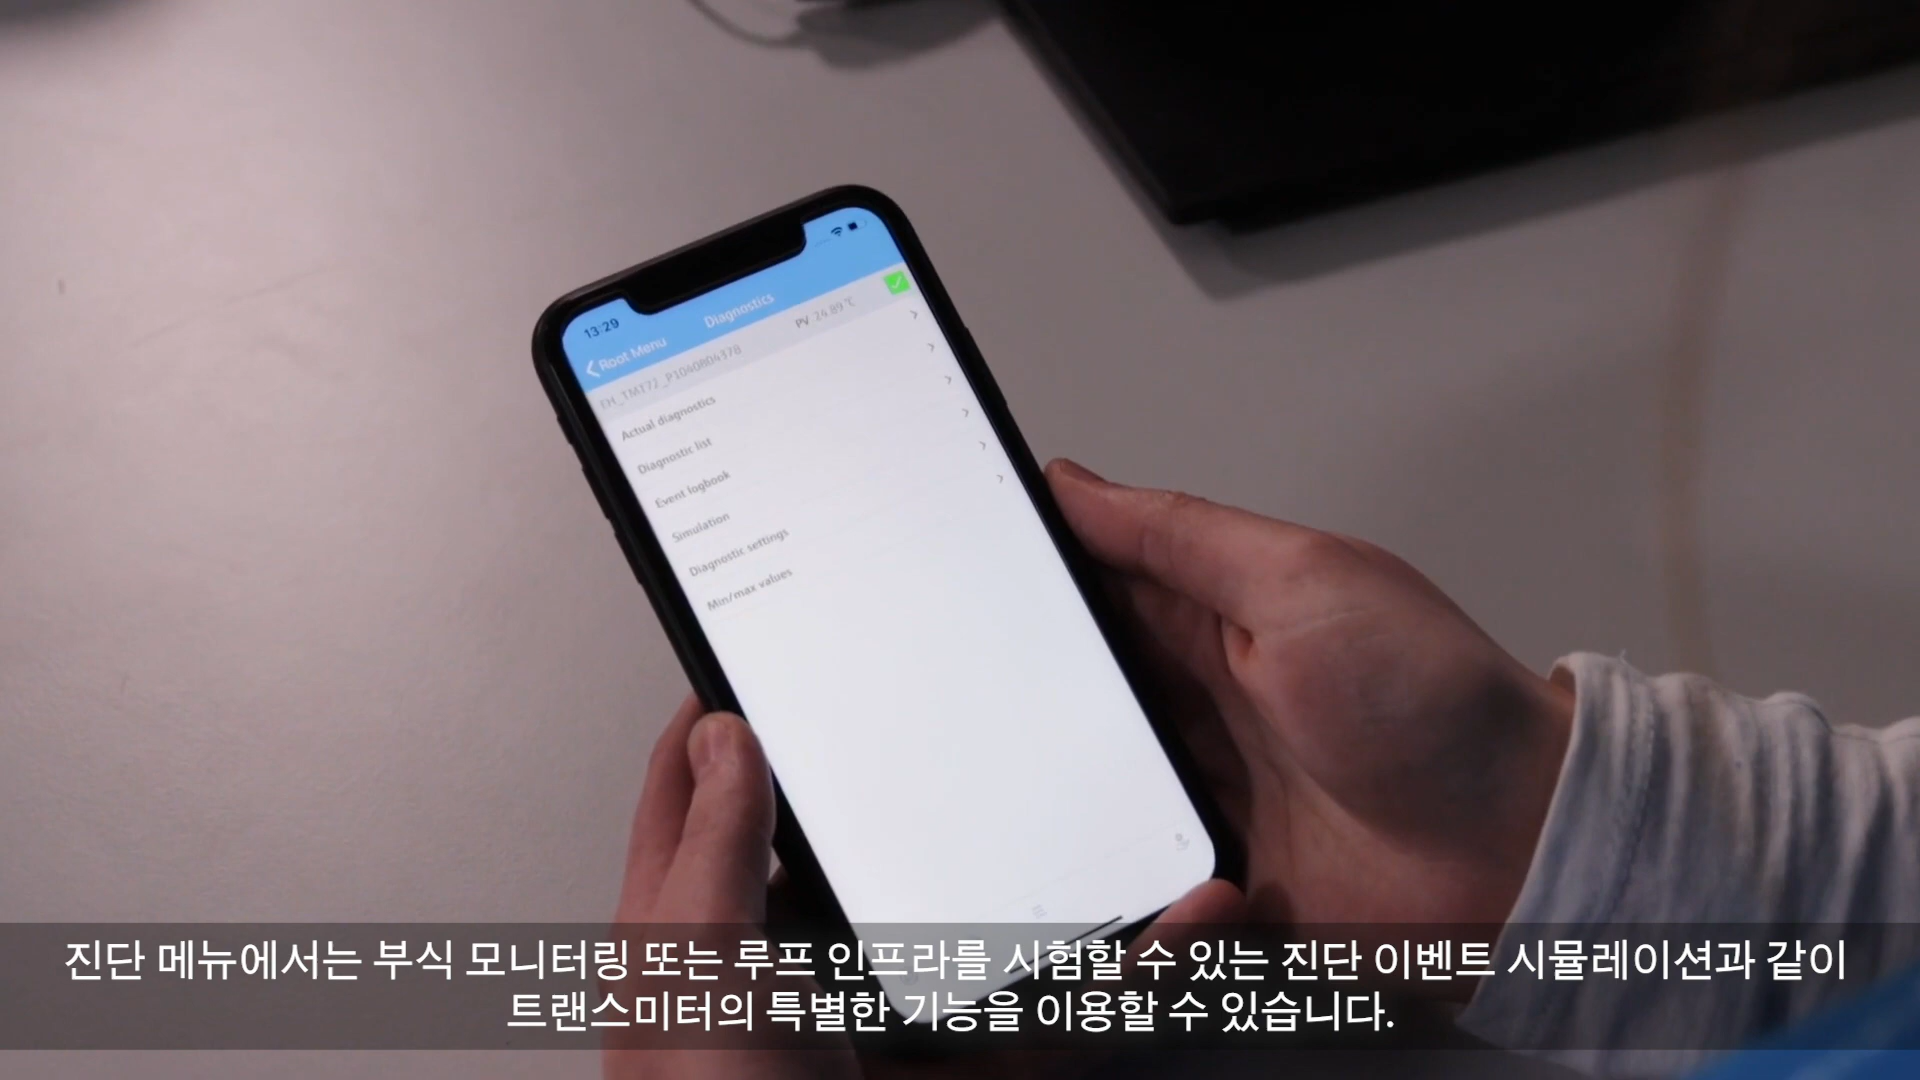 13:29
Root Menu
Diagnostics
PV 24.89 °C
Actual diagnostics
Diagnostic list
Event logbook
Simulation
Diagnostic settings
Min/max values
진단 메뉴에서는 부식 모니터링 또는 루프 인프라를 시험할 수 있는 진단 이벤트 시뮬레이션과 같이
트랜스미터의 특별한 기능을 이용할 수 있습니다.